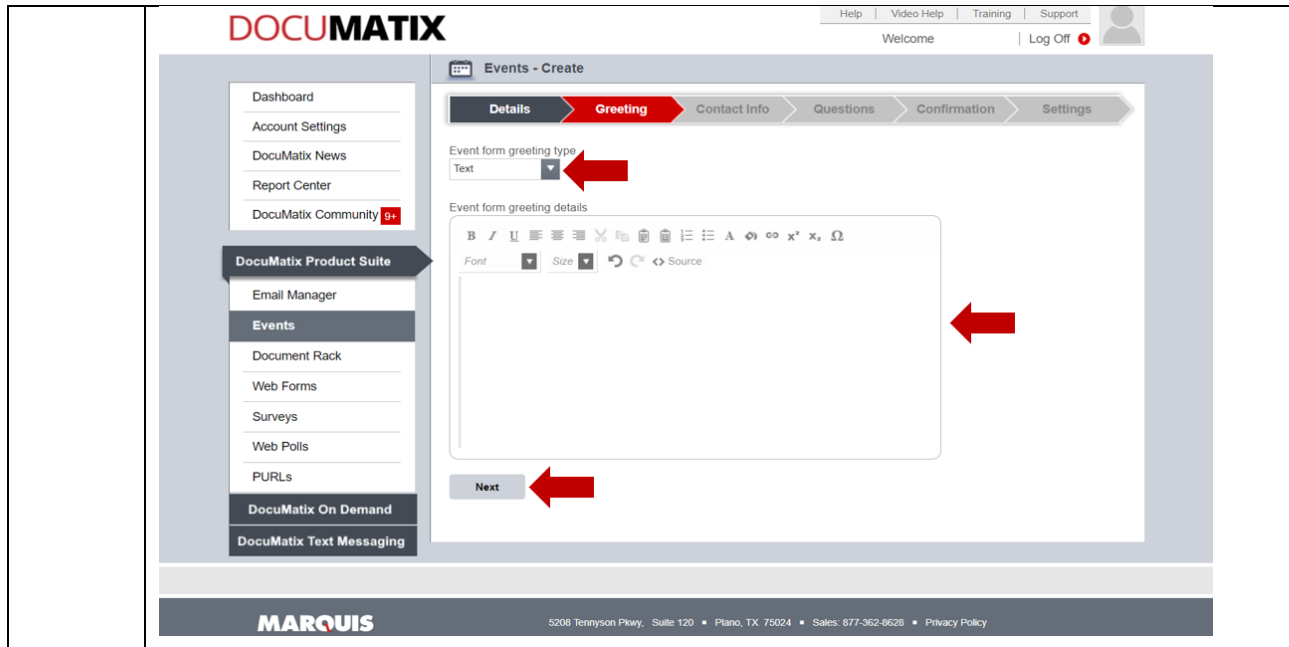 DOCUMATIX
Help | Video Help | Training | Support
Welcome | Log Off
Events - Create
Dashboard
Account Settings
DocuMatix News
Report Center
DocuMatix Community 9+
DocuMatix Product Suite
Email Manager
Events
Document Rack
Web Forms
Surveys
Web Polls
PURLs
DocuMatix On Demand
DocuMatix Text Messaging
Details Greeting Contact Info Questions Confirmation Settings
Event form greeting type
Text
Event form greeting details
B I U A x² xₑ Ω
Font Size Source
Next
MARQUIS
5208 Tennyson Pkwy, Suite 120 ▪ Plano, TX 75024 ▪ Sales: 877-362-8628 ▪ Privacy Policy